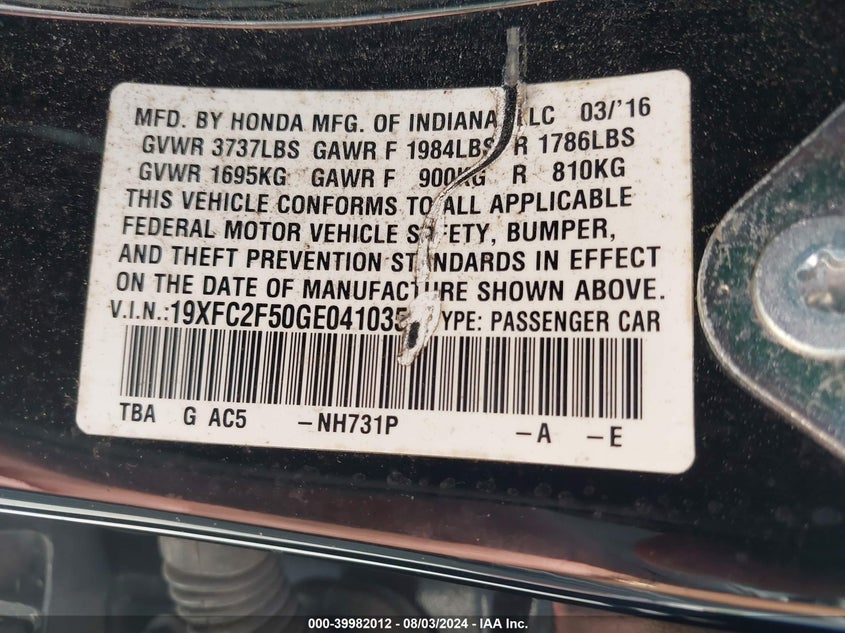 MFD. BY HONDA MFG. OF INDIANA LLC 03/'16
GVWR 3737LBS GAWR F 1984LBS R 1786LBS
GVWR 1695KG GAWR F 900KG R 810KG
THIS VEHICLE CONFORMS TO ALL APPLICABLE
FEDERAL MOTOR VEHICLE SAFETY, BUMPER,
AND THEFT PREVENTION STANDARDS IN EFFECT
ON THE DATE OF MANUFACTURE SHOWN ABOVE.
V.I.N.:19XFC2F50GE041035 TYPE: PASSENGER CAR
TBA G AC5 -NH731P -A -E
000-39982012 - 08/03/2024 - IAA Inc.